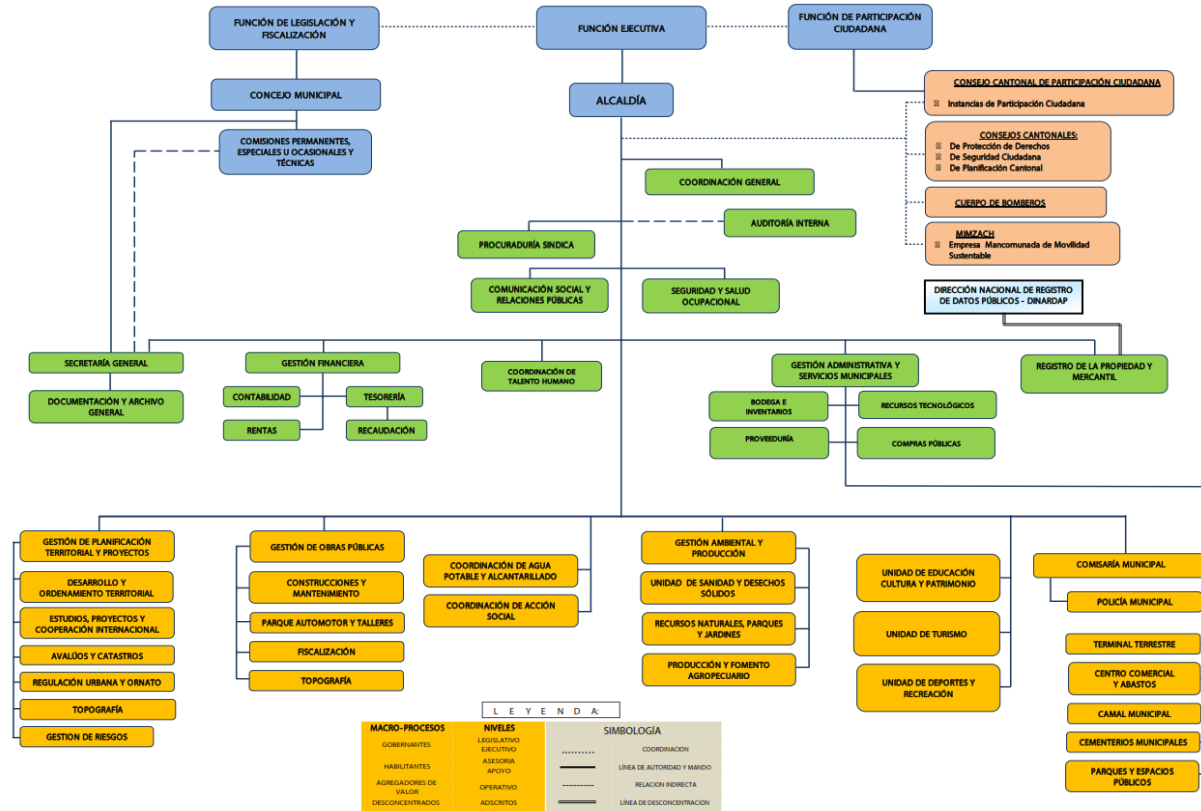 FUNCIÓN DE LEGISLACIÓN Y
FISCALIZACIÓN
FUNCIÓN EJECUTIVA
FUNCIÓN DE PARTICIPACIÓN
CIUDADANA
CONCEJO MUNICIPAL
ALCALDÍA
COMISIONES PERMANENTES,
ESPECIALES U OCASIONALES Y
TÉCNICAS
CONSEJO CANTONAL DE PARTICIPACIÓN CIUDADANA
Instancias de Participación Ciudadana
CONSEJOS CANTONALES:
De Protección de Derechos
De Seguridad Ciudadana
De Planificación Cantonal
CUERPO DE BOMBEROS
MIMZACH
Empresa Mancomunada de Movilidad
Sustentable
COORDINACIÓN GENERAL
AUDITORÍA INTERNA
PROCURADURÍA SINDICA
COMUNICACIÓN SOCIAL Y
RELACIONES PÚBLICAS
SEGURIDAD Y SALUD
OCUPACIONAL
DIRECCIÓN NACIONAL DE REGISTRO
DE DATOS PÚBLICOS - DINARDAP
SECRETARÍA GENERAL
DOCUMENTACIÓN Y ARCHIVO
GENERAL
GESTIÓN FINANCIERA
CONTABILIDAD
TESORERÍA
RENTAS
RECAUDACIÓN
COORDINACIÓN DE
TALENTO HUMANO
GESTIÓN ADMINISTRATIVA Y
SERVICIOS MUNICIPALES
BODEGA E
INVENTARIOS
RECURSOS TECNOLÓGICOS
PROVEEDURÍA
COMPRAS PÚBLICAS
REGISTRO DE LA PROPIEDAD Y
MERCANTIL
GESTIÓN DE PLANIFICACIÓN
TERRITORIAL Y PROYECTOS
DESARROLLO Y
ORDENAMIENTO TERRITORIAL
ESTUDIOS, PROYECTOS Y
COOPERACIÓN INTERNACIONAL
AVALÚOS Y CATASTROS
REGULACIÓN URBANA Y ORNATO
TOPOGRAFÍA
GESTION DE RIESGOS
GESTIÓN DE OBRAS PÚBLICAS
CONSTRUCCIONES Y
MANTENIMIENTO
PARQUE AUTOMOTOR Y TALLERES
FISCALIZACIÓN
TOPOGRAFÍA
COORDINACIÓN DE AGUA
POTABLE Y ALCANTARILLADO
COORDINACIÓN DE ACCIÓN
SOCIAL
GESTIÓN AMBIENTAL Y
PRODUCCIÓN
UNIDAD DE SANIDAD Y DESECHOS
SÓLIDOS
RECURSOS NATURALES, PARQUES
Y JARDINES
PRODUCCIÓN Y FOMENTO
AGROPECUARIO
UNIDAD DE EDUCACIÓN
CULTURA Y PATRIMONIO
UNIDAD DE TURISMO
UNIDAD DE DEPORTES Y
RECREACIÓN
COMISARÍA MUNICIPAL
POLICÍA MUNICIPAL
TERMINAL TERRESTRE
CENTRO COMERCIAL
Y ABASTOS
CAMAL MUNICIPAL
CEMENTERIOS MUNICIPALES
PARQUES Y ESPACIOS
PÚBLICOS
L E Y E N D A:
MACRO-PROCESOS
NIVELES
SIMBOLOGÍA
GOBERNANTES
LEGISLATIVO
EJECUTIVO
COORDINACION
HABILITANTES
ASESORIA
APOYO
LÍNEA DE AUTORIDAD Y MANDO
AGREGADORES DE
VALOR
OPERATIVO
RELACION INDIRECTA
DESCONCENTRADOS
ADSCRITOS
LÍNEA DE DESCONCENTRACION